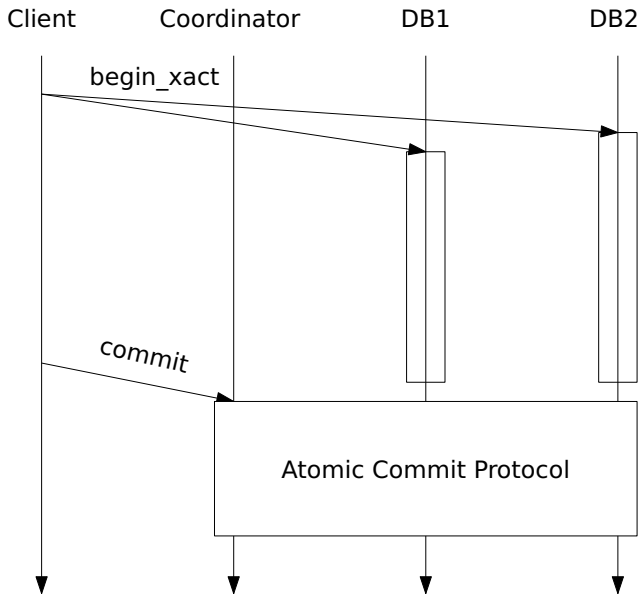 Client Coordinator DB1 DB2
begin_xact
commit
Atomic Commit Protocol